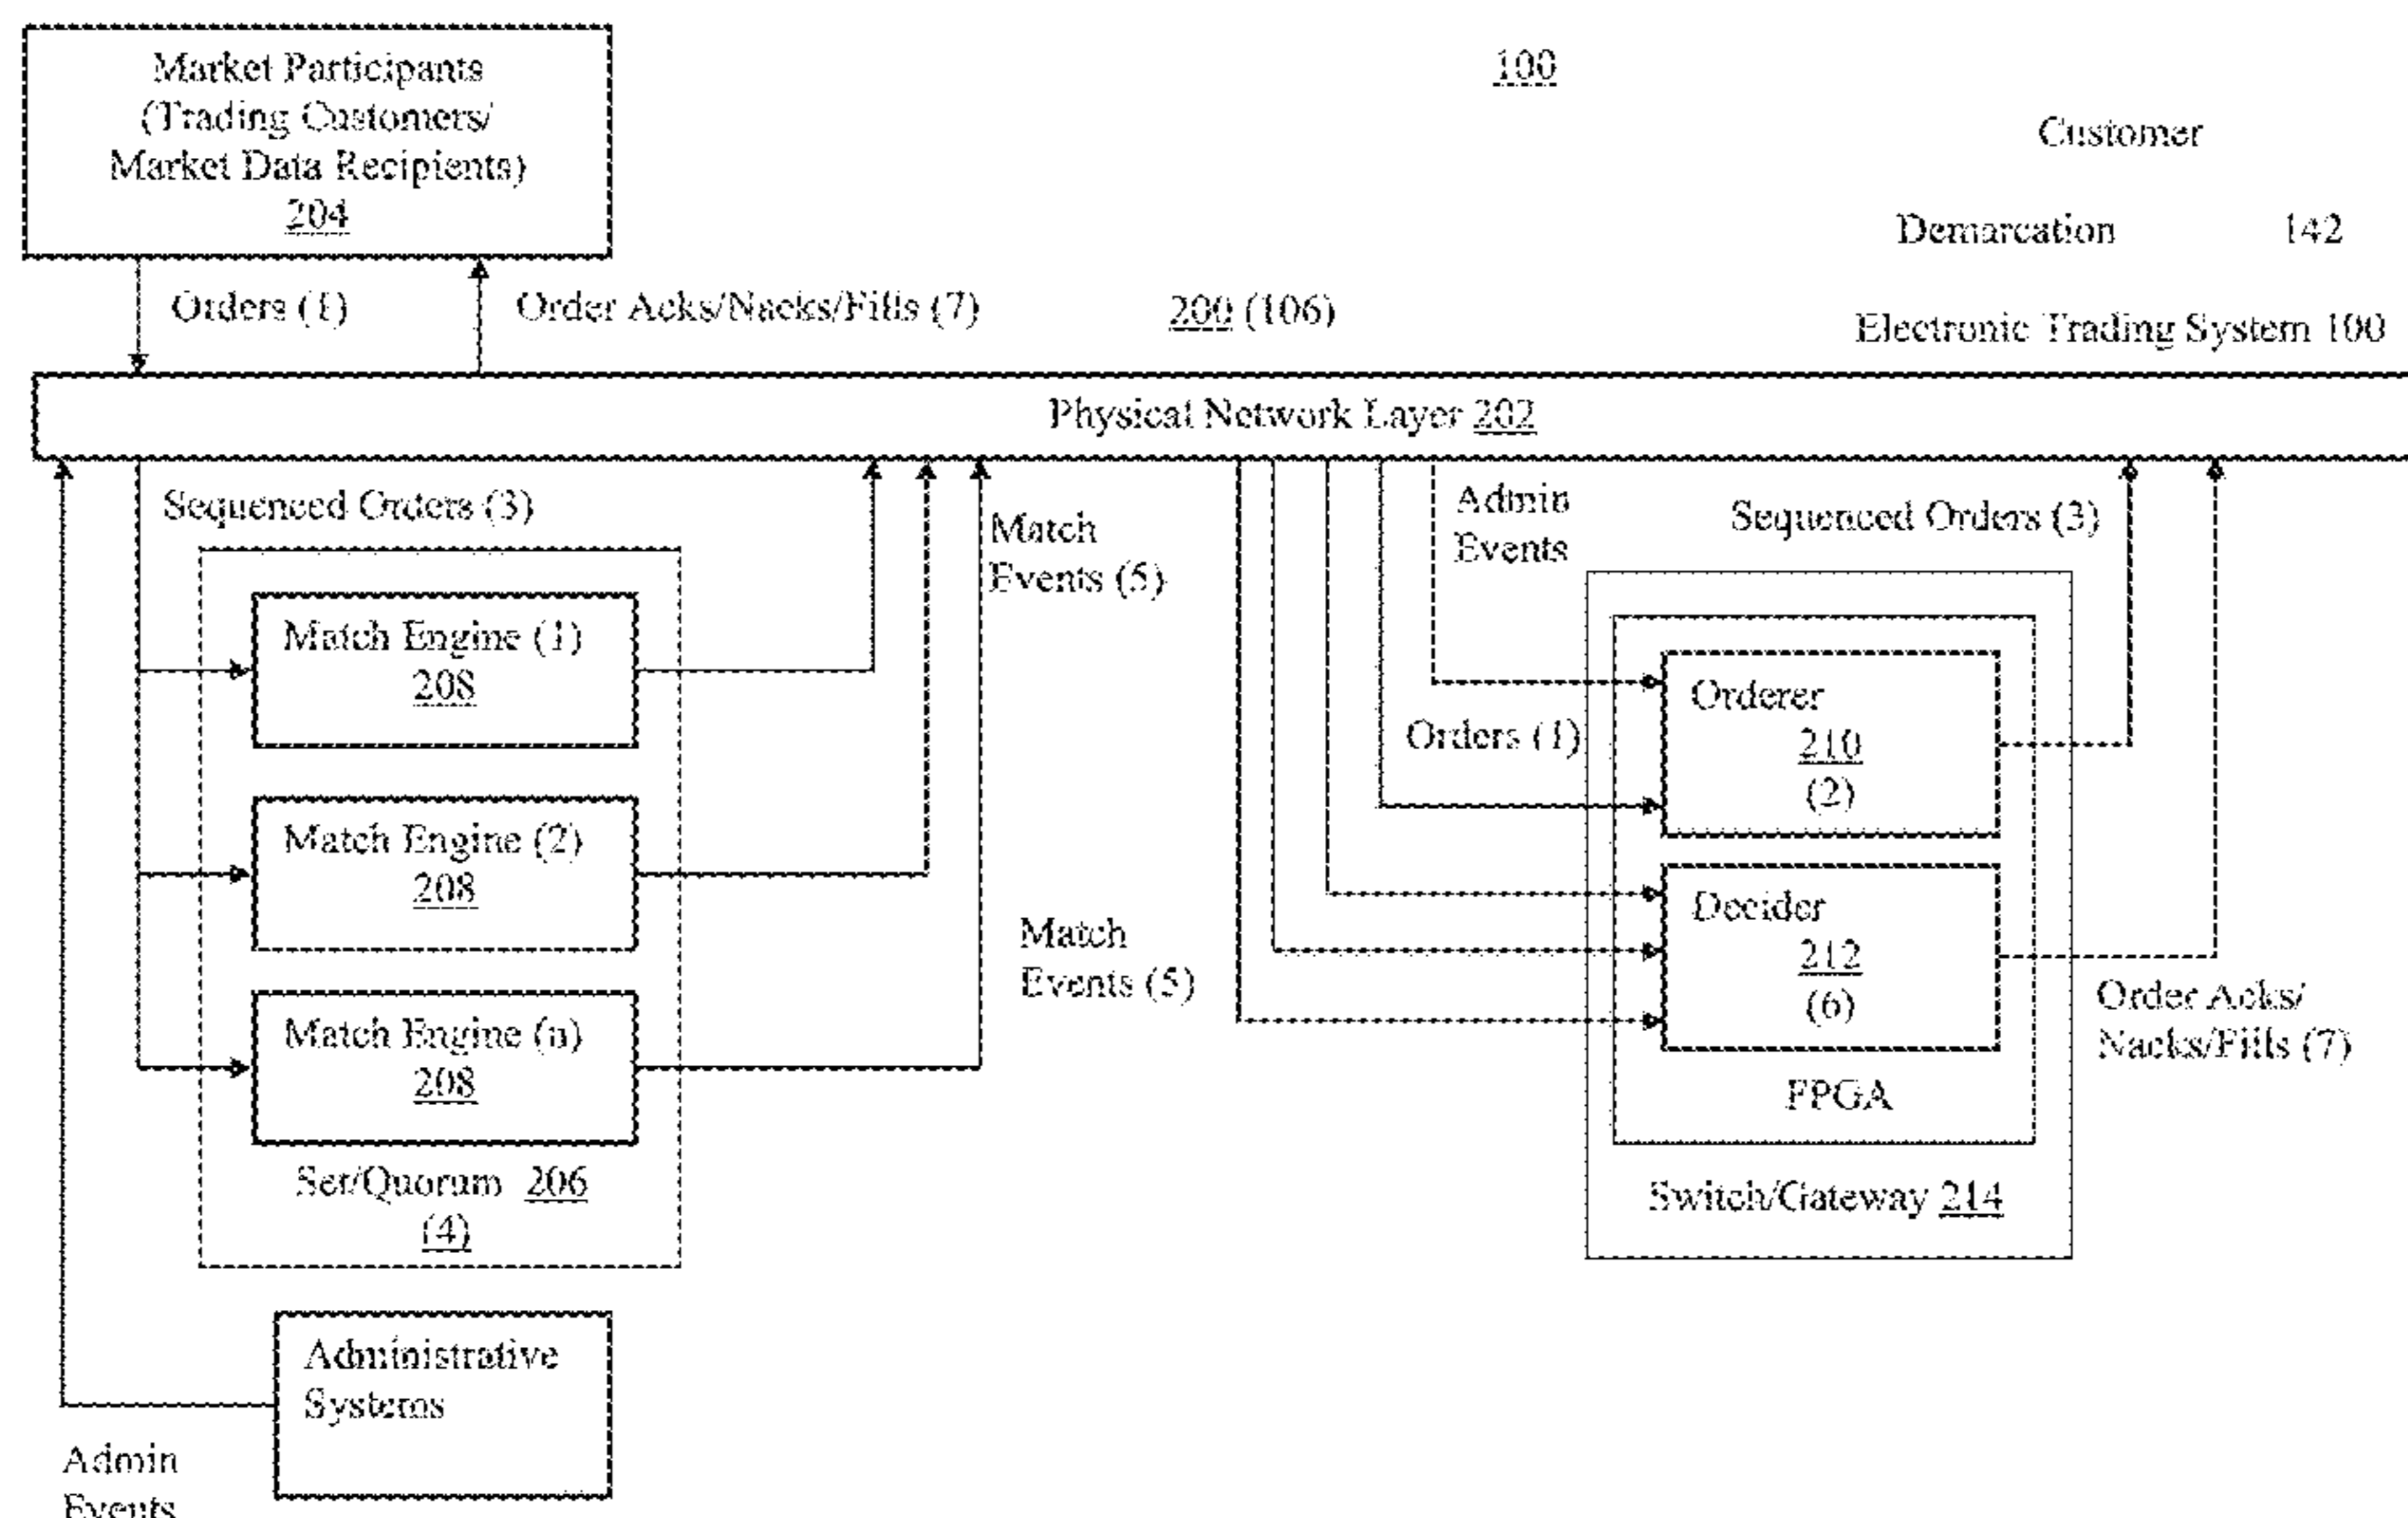 Market Participants
(Trading Customers/
Market Data Recipients)
204
100
Customer
Demarcation 142
Orders (1)
Order Acks/Nacks/Fills (7)
200 (106)
Electronic Trading System 100
Physical Network Layer 202
Sequenced Orders (3)
Match
Events (5)
Admin
Events
Sequenced Orders (3)
Match Engine (1)
208
Match Engine (2)
208
Match Engine (n)
208
Set/Quorum 206
(4)
Match
Events (5)
Orders (1)
Orderer
210
(2)
Decider
212
(6)
FPGA
Switch/Gateway 214
Order Acks/
Nacks/Fills (7)
Administrative
Systems
Admin
Events